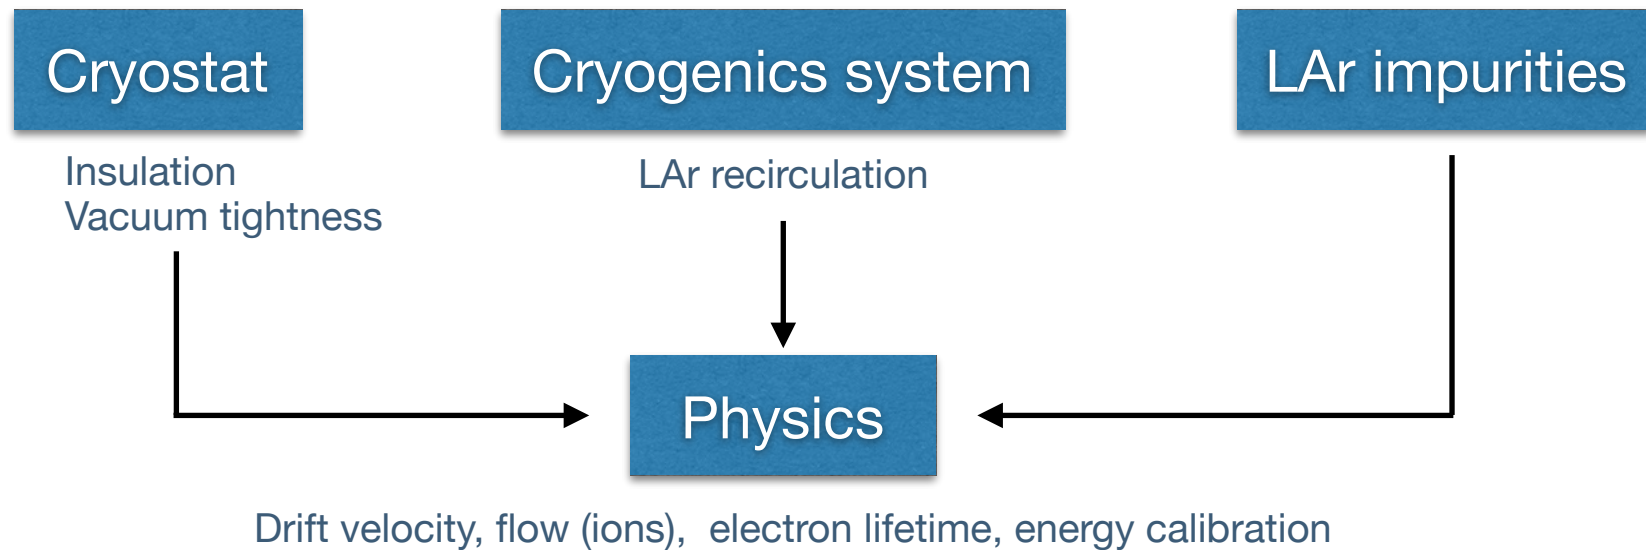 Cryostat
Cryogenics system
LAr impurities
Insulation
Vacuum tightness
LAr recirculation
Physics
Drift velocity, flow (ions), electron lifetime, energy calibration